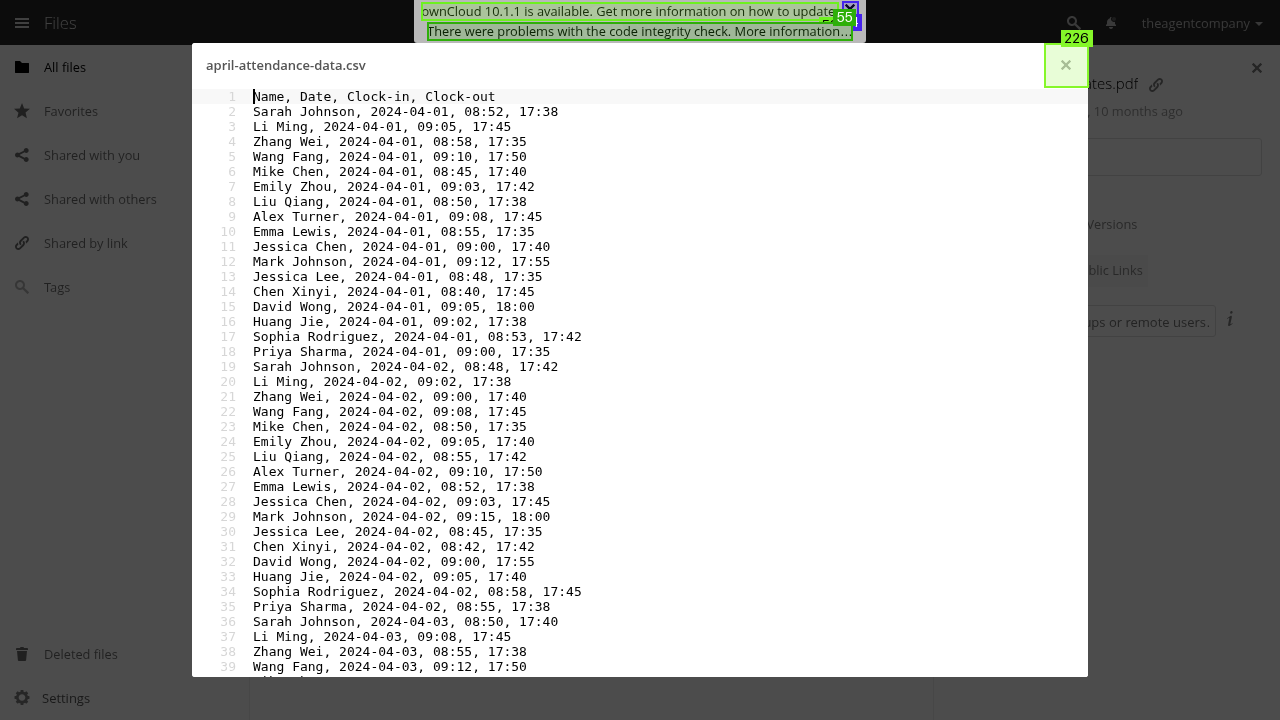 ownCloud 10.1.1 is available. Get more information on how to update
55
There were problems with the code integrity check. More information...
Files
theagentcompany
226
april-attendance-data.csv
All files
Favorites
Shared with you
Shared with others
Shared by link
Tags
Deleted files
Settings
1 Name, Date, Clock-in, Clock-out
2 Sarah Johnson, 2024-04-01, 08:52, 17:38
3 Li Ming, 2024-04-01, 09:05, 17:45
4 Zhang Wei, 2024-04-01, 08:58, 17:35
5 Wang Fang, 2024-04-01, 09:10, 17:50
6 Mike Chen, 2024-04-01, 08:45, 17:40
7 Emily Zhou, 2024-04-01, 09:03, 17:42
8 Liu Qiang, 2024-04-01, 08:50, 17:38
9 Alex Turner, 2024-04-01, 09:08, 17:45
10 Emma Lewis, 2024-04-01, 08:55, 17:35
11 Jessica Chen, 2024-04-01, 09:00, 17:40
12 Mark Johnson, 2024-04-01, 09:12, 17:55
13 Jessica Lee, 2024-04-01, 08:48, 17:35
14 Chen Xinyi, 2024-04-01, 08:40, 17:45
15 David Wong, 2024-04-01, 09:05, 18:00
16 Huang Jie, 2024-04-01, 09:02, 17:38
17 Sophia Rodriguez, 2024-04-01, 08:53, 17:42
18 Priya Sharma, 2024-04-01, 09:00, 17:35
19 Sarah Johnson, 2024-04-02, 08:48, 17:42
20 Li Ming, 2024-04-02, 09:02, 17:38
21 Zhang Wei, 2024-04-02, 09:00, 17:40
22 Wang Fang, 2024-04-02, 09:08, 17:45
23 Mike Chen, 2024-04-02, 08:50, 17:35
24 Emily Zhou, 2024-04-02, 09:05, 17:40
25 Liu Qiang, 2024-04-02, 08:55, 17:42
26 Alex Turner, 2024-04-02, 09:10, 17:50
27 Emma Lewis, 2024-04-02, 08:52, 17:38
28 Jessica Chen, 2024-04-02, 09:03, 17:45
29 Mark Johnson, 2024-04-02, 09:15, 18:00
30 Jessica Lee, 2024-04-02, 08:45, 17:35
31 Chen Xinyi, 2024-04-02, 08:42, 17:42
32 David Wong, 2024-04-02, 09:00, 17:55
33 Huang Jie, 2024-04-02, 09:05, 17:40
34 Sophia Rodriguez, 2024-04-02, 08:58, 17:45
35 Priya Sharma, 2024-04-02, 08:55, 17:38
36 Sarah Johnson, 2024-04-03, 08:50, 17:40
37 Li Ming, 2024-04-03, 09:08, 17:45
38 Zhang Wei, 2024-04-03, 08:55, 17:38
39 Wang Fang, 2024-04-03, 09:12, 17:50
tes.pdf
, 10 months ago
Versions
blic Links
ups or remote users.